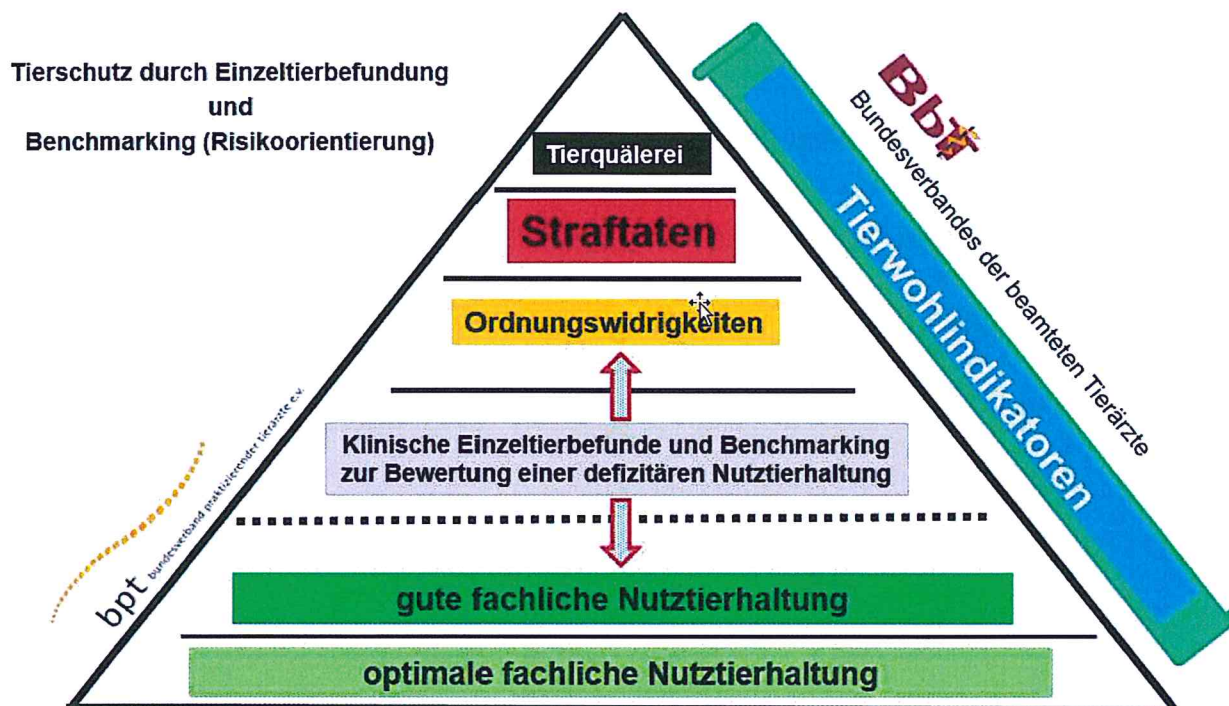 Tierschutz durch Einzeltierbefundung
und
Benchmarking (Risikoorientierung)
Bbt
Bundesverbandes der beamteten Tierärzte
Tierwohlindikatoren
Tierquälerei
Straftaten
Ordnungswidrigkeiten
Klinische Einzeltierbefunde und Benchmarking
zur Bewertung einer defizitären Nutztierhaltung
bpt bundesverband praktizierender tierärzte e.v.
gute fachliche Nutztierhaltung
optimale fachliche Nutztierhaltung